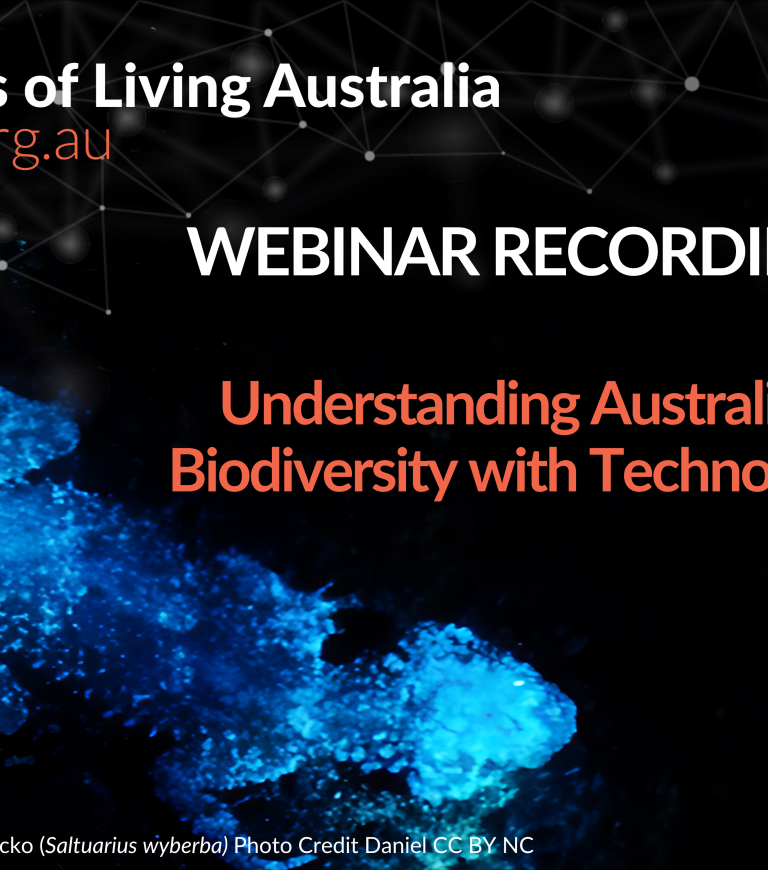 s of Living Australia
rg.au
WEBINAR RECORDI
Understanding Australi
Biodiversity with Techno
cko (Saltuarius wyberba) Photo Credit Daniel CC BY NC